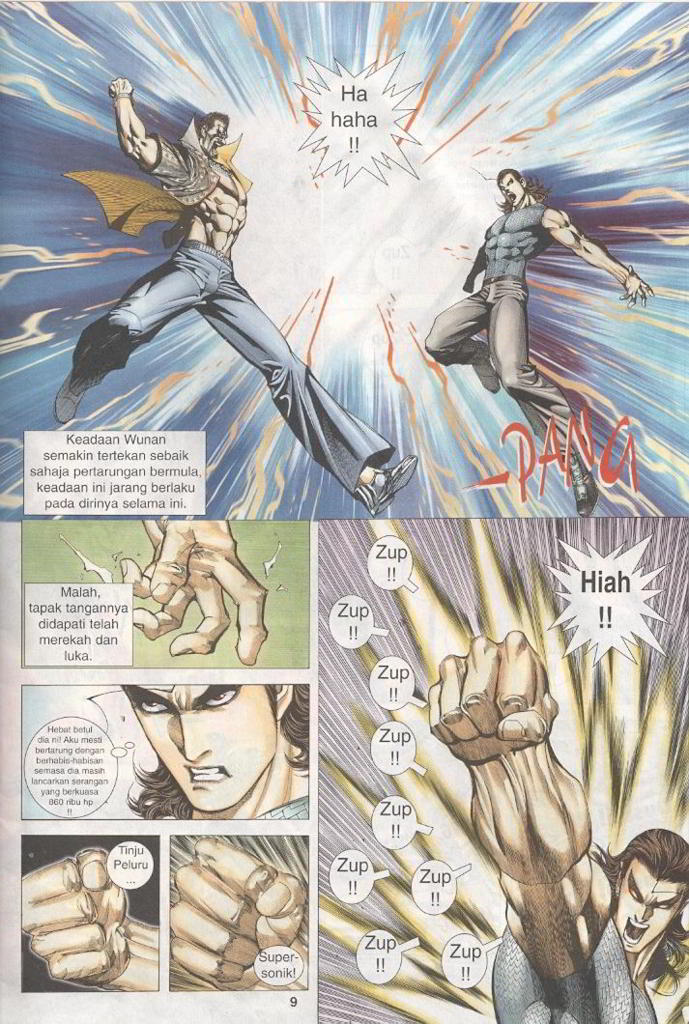 Ha
haha
!!
Keadaan Wunan
semakin tertekan sebaik
sahaja pertarungan bermula,
keadaan ini jarang berlaku
pada dirinya selama ini.
-PANG
Malah,
tapak tangannya
didapati telah
merekah dan
luka.
Hebat betul
dia ni! Aku mesti
bertarung dengan
berhabis-habisan
semasa dia masih
lancarkan serangan
yang berkuasa
860 ribu hp
!!
Tinju
Peluru
...
Super-
sonik!
Hiah
!!
Zup
!!
Zup
!!
Zup
!!
Zup
!!
Zup
!!
Zup
!!
Zup
!!
Zup
!!
Zup
!!
9